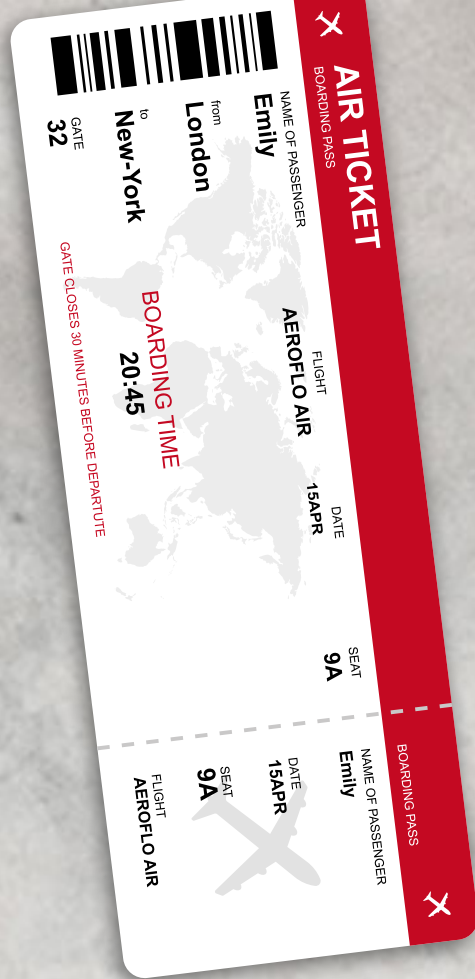 AIR TICKET
BOARDING PASS
NAME OF PASSENGER
Emily
FLIGHT
AEROFLO AIR
DATE
15APR
SEAT
9A
from
London
to
New-York
BOARDING TIME
20:45
GATE
32
GATE CLOSES 30 MINUTES BEFORE DEPARTUTE
BOARDING PASS
NAME OF PASSENGER
Emily
DATE
15APR
SEAT
9A
FLIGHT
AEROFLO AIR